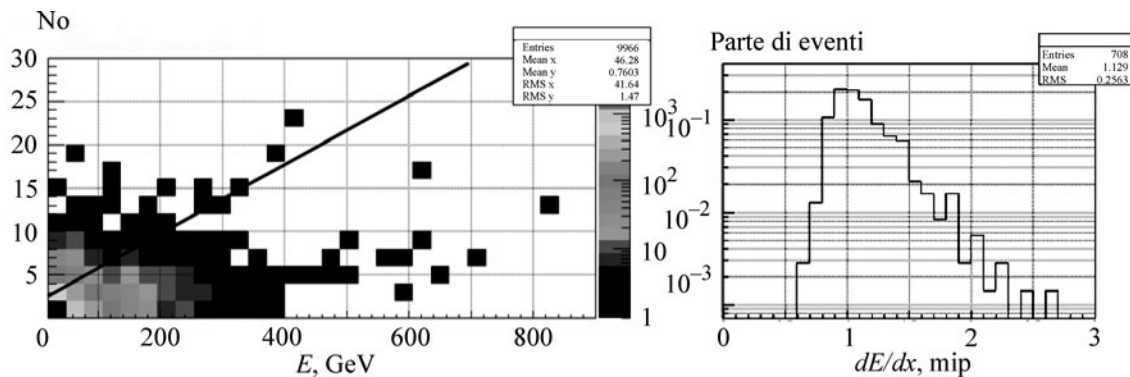 No
30
25
20
15
10
5
0
200
400
600
800
E, GeV
Entries 9966
Mean x 46.28
Mean y 0.7603
RMS x 41.64
RMS y 1.47
10³
10²
10
1
Parte di eventi
Entries 708
Mean 1.129
RMS 0.2563
10⁻¹
10⁻²
10⁻³
0
1
2
3
dE/dx, mip